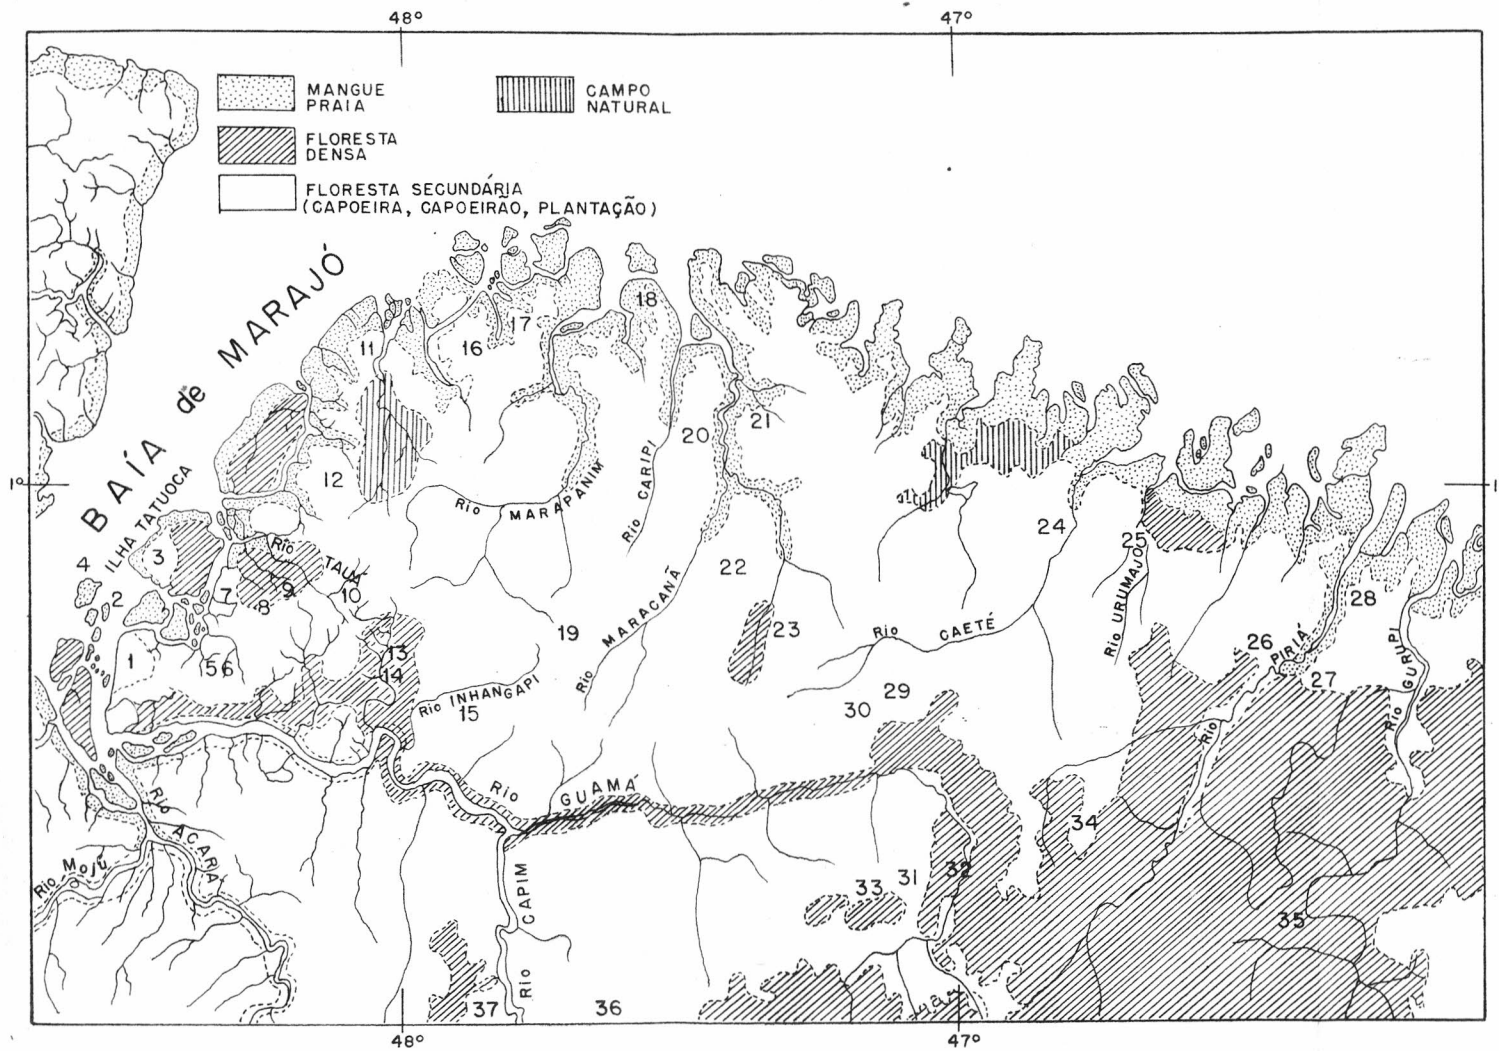 48° 47°
MANGUE
PRAIA
CAMPO
NATURAL
FLORESTA
DENSA
FLORESTA SECUNDÁRIA
(CAPOEIRA, CAPOEIRÃO, PLANTAÇÃO)
BAÍA de MARAJÓ
ILHA TATUOCA
18
17
11 16
21
20
12
1°
1
Rio MARAPANIM
Rio CARIPI
24
25
3
4
Rio TAUÁ
22
2
7
8
9
10
28
Rio MARACANÃ
Rio URUMAJÓ
19
23
Rio CAETÉ
1
5 6
13
14
26
Rio PIRIÁ
27
Rio GURUPI
Rio INHANGAPI
15
29
30
Rio GUAMÁ
Rio ACARÁ
34
Rio Mojú
Rio CAPIM
33
31
32
35
37
36
48° 47°